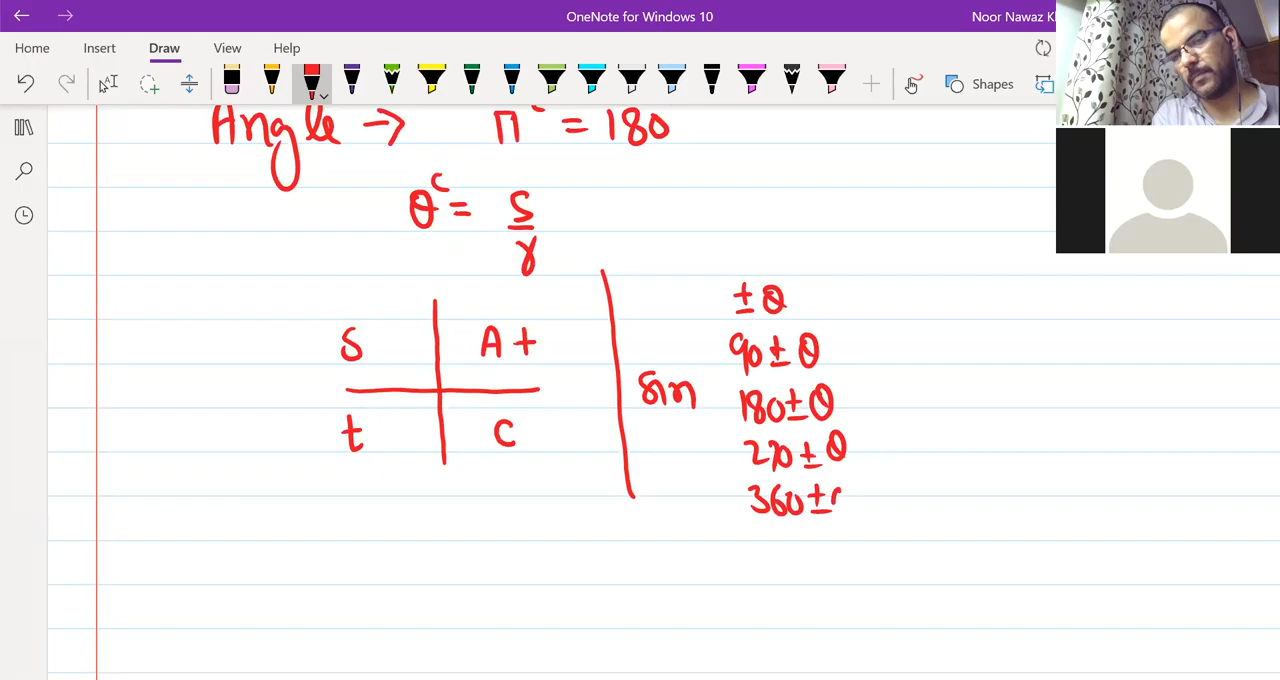 OneNote for Windows 10
Noor Nawaz Kh
Home Insert Draw View Help
Shapes
Angle → π^c = 180
θ^c = s/r
S A+
t C
sin
±θ
90±θ
180±θ
270±θ
360±